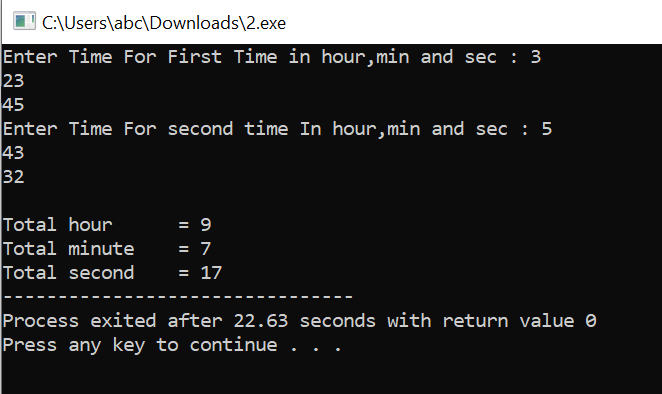 C:\Users\abc\Downloads\2.exe
Enter Time For First Time in hour,min and sec : 3
23
45
Enter Time For second time In hour,min and sec : 5
43
32
Total hour      = 9
Total minute    = 7
Total second    = 17
--------------------------------
Process exited after 22.63 seconds with return value 0
Press any key to continue . . .